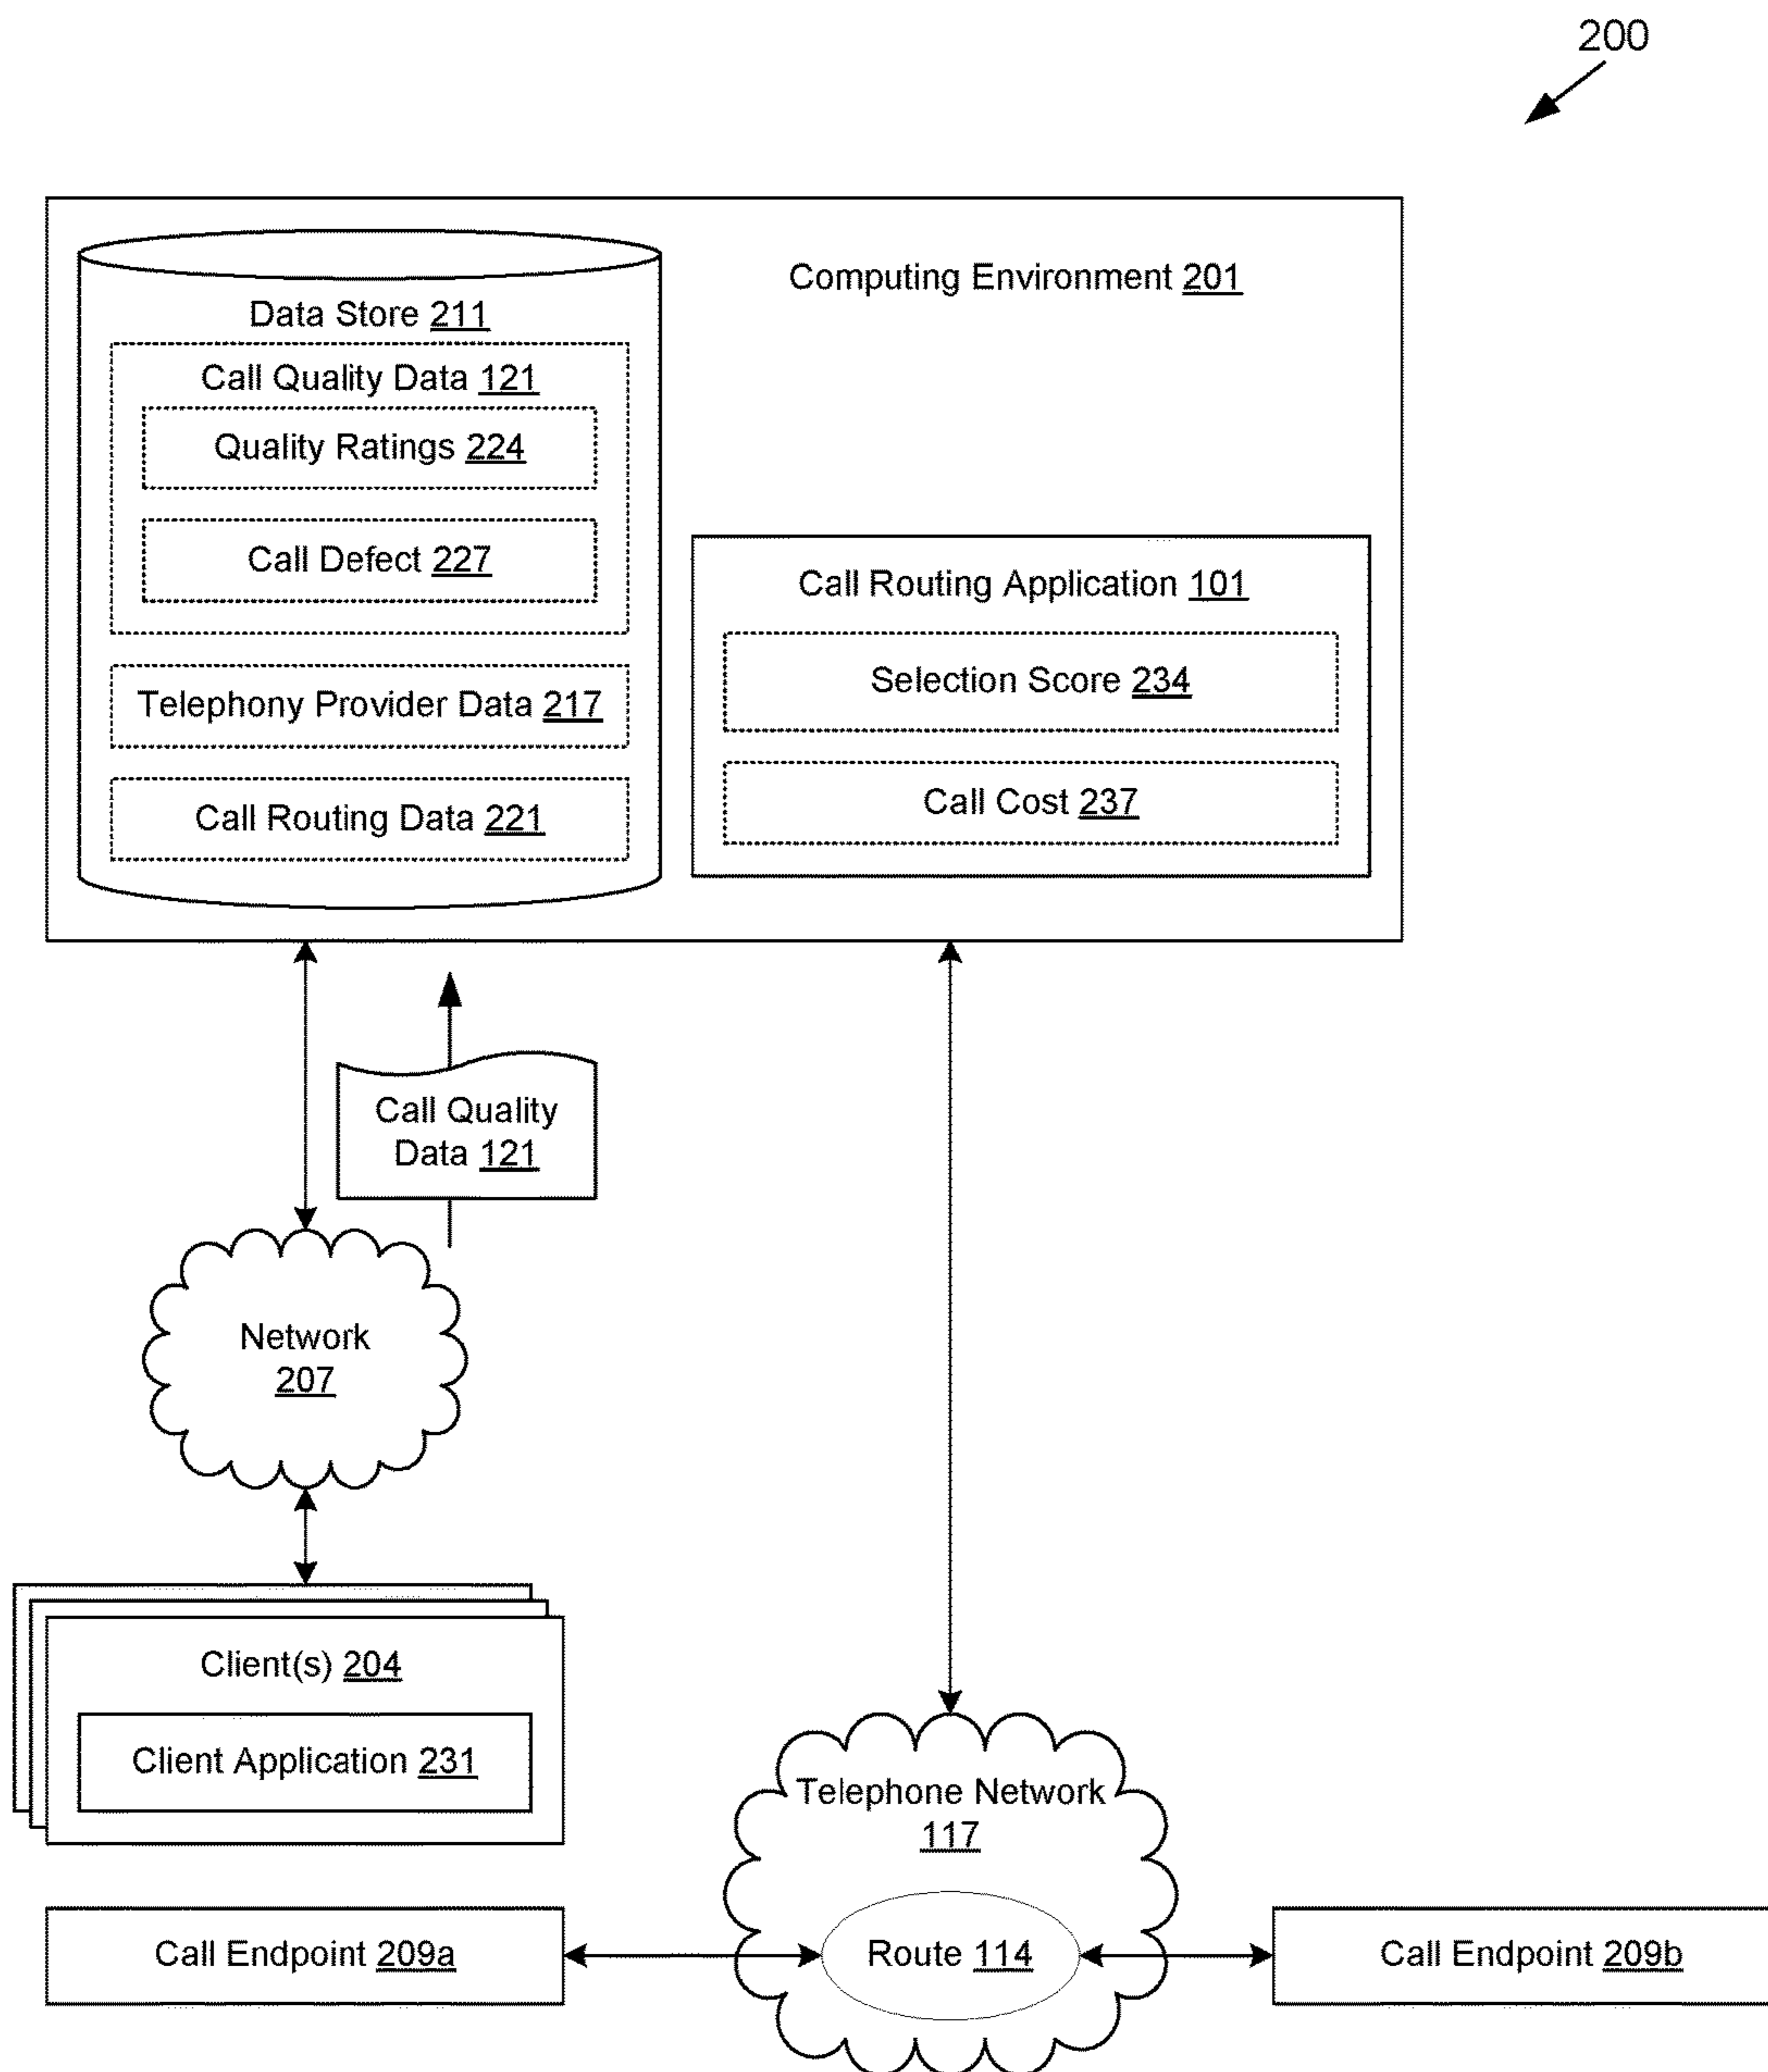 200
Computing Environment 201
Data Store 211
Call Quality Data 121
Quality Ratings 224
Call Defect 227
Telephony Provider Data 217
Call Routing Data 221
Call Routing Application 101
Selection Score 234
Call Cost 237
Call Quality
Data 121
Network
207
Client(s) 204
Client Application 231
Telephone Network
117
Route 114
Call Endpoint 209a
Call Endpoint 209b